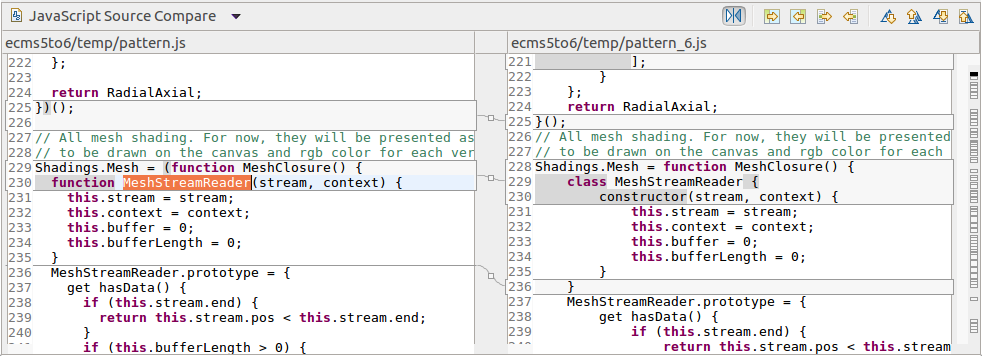 JavaScript Source Compare
ecms5to6/temp/pattern.js
222 };
223
224 return RadialAxial;
225 })();
226
227 // All mesh shading. For now, they will be presented as
228 // to be drawn on the canvas and rgb color for each ver
229 Shadings.Mesh = (function MeshClosure() {
230 function MeshStreamReader(stream, context) {
231 this.stream = stream;
232 this.context = context;
233 this.buffer = 0;
234 this.bufferLength = 0;
235 }
236 MeshStreamReader.prototype = {
237 get hasData() {
238 if (this.stream.end) {
239 return this.stream.pos < this.stream.end;
240 }
if (this.bufferLength > 0) {
ecms5to6/temp/pattern_6.js
221 ];
222 }
223 };
224 return RadialAxial;
225 }();
226 // All mesh shading. For now, they will be presented
227 // to be drawn on the canvas and rgb color for each
228 Shadings.Mesh = function MeshClosure() {
229 class MeshStreamReader {
230 constructor(stream, context) {
231 this.stream = stream;
232 this.context = context;
233 this.buffer = 0;
234 this.bufferLength = 0;
235 }
236 }
237 MeshStreamReader.prototype = {
238 get hasData() {
239 if (this.stream.end) {
return this.stream.pos < this.stream